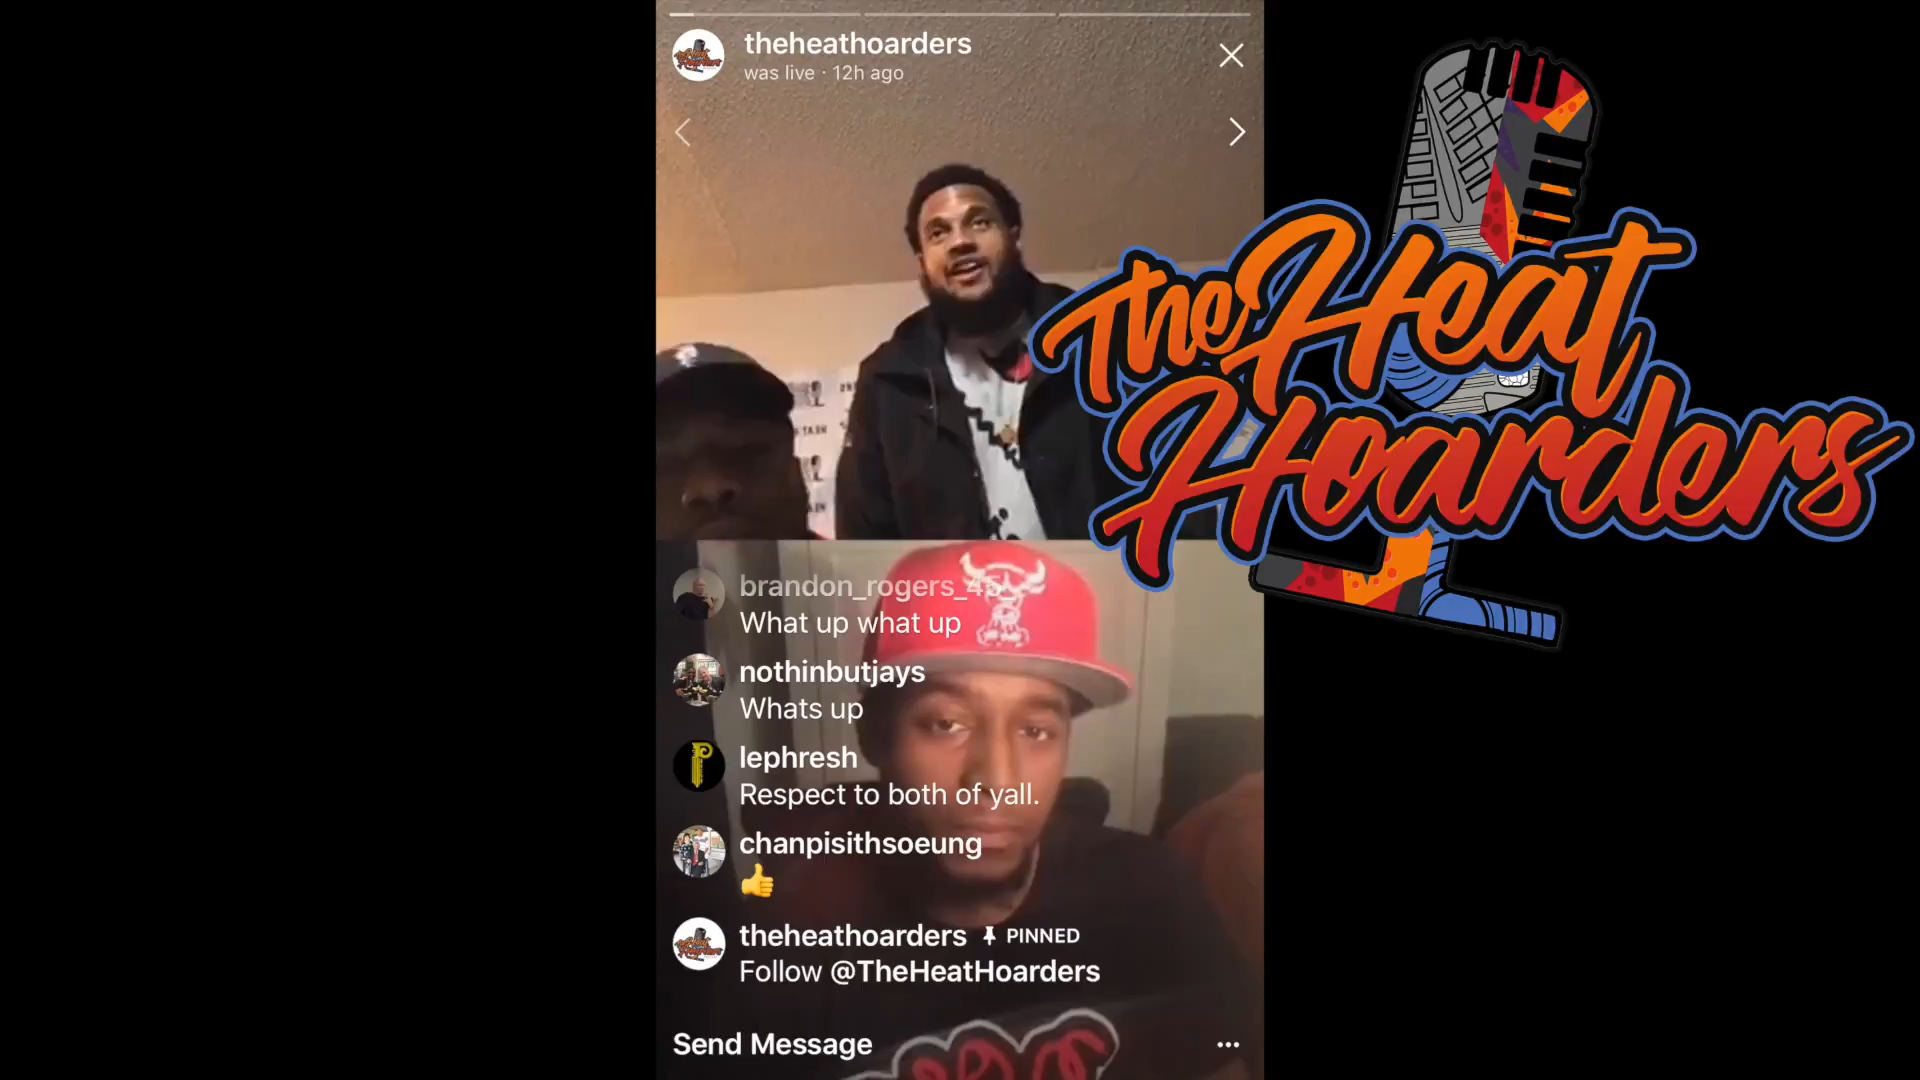 theheathoarders
was live · 12h ago
The Heat
Hoarders
brandon_rogers_45_
What up what up
nothinbutjays
Whats up
lephresh
Respect to both of yall.
chanpisithsoeung
👍
theheathoarders PINNED
Follow @TheHeatHoarders
Send Message